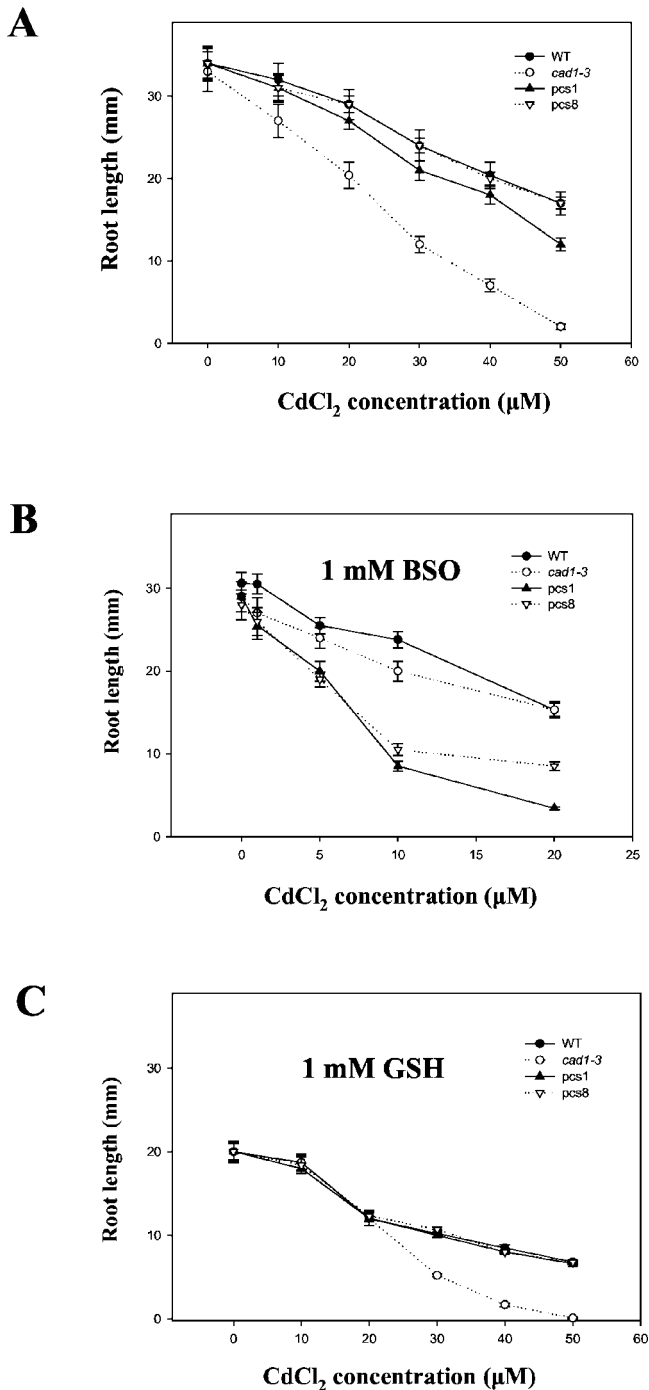 A
Root length (mm)
30
20
10
0
WT
cad1-3
pcs1
pcs8
0 10 20 30 40 50 60
CdCl2 concentration (μM)
B
1 mM BSO
Root length (mm)
30
20
10
0
WT
cad1-3
pcs1
pcs8
0 5 10 15 20 25
CdCl2 concentration (μM)
C
1 mM GSH
Root length (mm)
30
20
10
0
WT
cad1-3
pcs1
pcs8
0 10 20 30 40 50 60
CdCl2 concentration (μM)